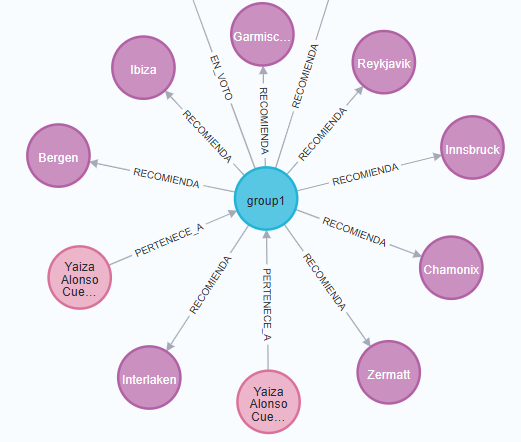 Garmisc...
EN_VOTO
RECOMIENDA
Ibiza
Reykjavik
RECOMIENDA
RECOMIENDA
RECOMIENDA
Innsbruck
Bergen
RECOMIENDA
RECOMIENDA
group1
PERTENECE_A
RECOMIENDA
Yaiza
Alonso
Cue...
RECOMIENDA
PERTENECE_A
RECOMIENDA
Chamonix
Interlaken
Zermatt
Yaiza
Alonso
Cue...